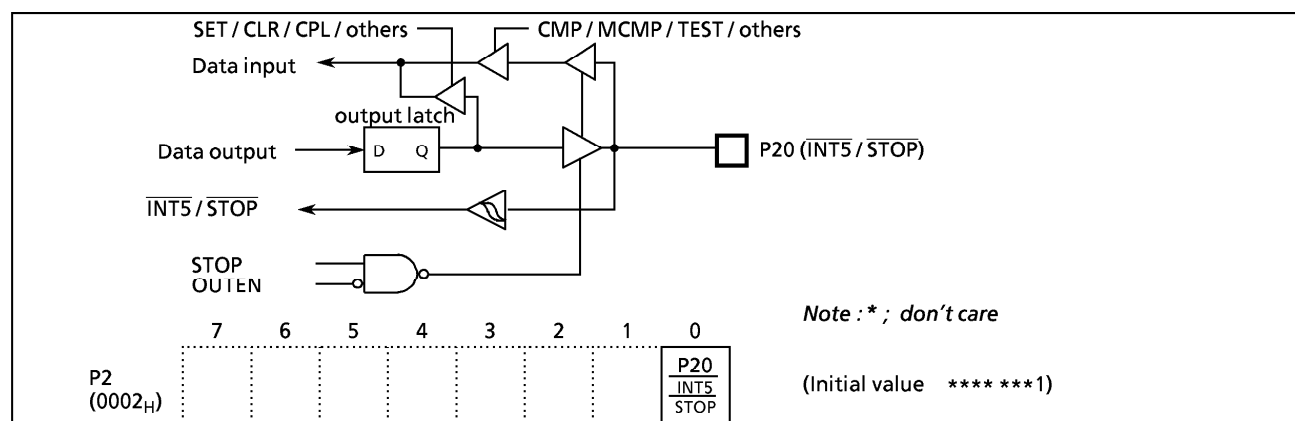 SET / CLR / CPL / others
CMP / MCMP / TEST / others
Data input
output latch
Data output
D Q
P20 (INT5 / STOP)
INT5 / STOP
STOP
OUTEN
Note : * ; don't care
7 6 5 4 3 2 1 0
P2
(0002H)
P20
INT5
STOP
(Initial value **** ***1)